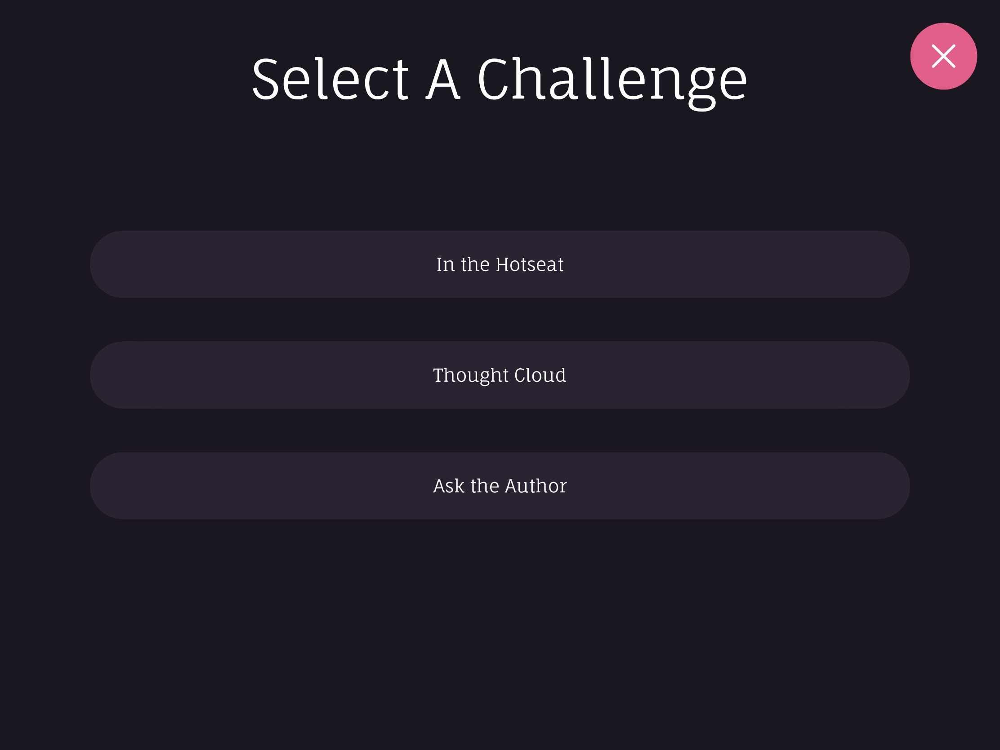 Select A Challenge
In the Hotseat
Thought Cloud
Ask the Author